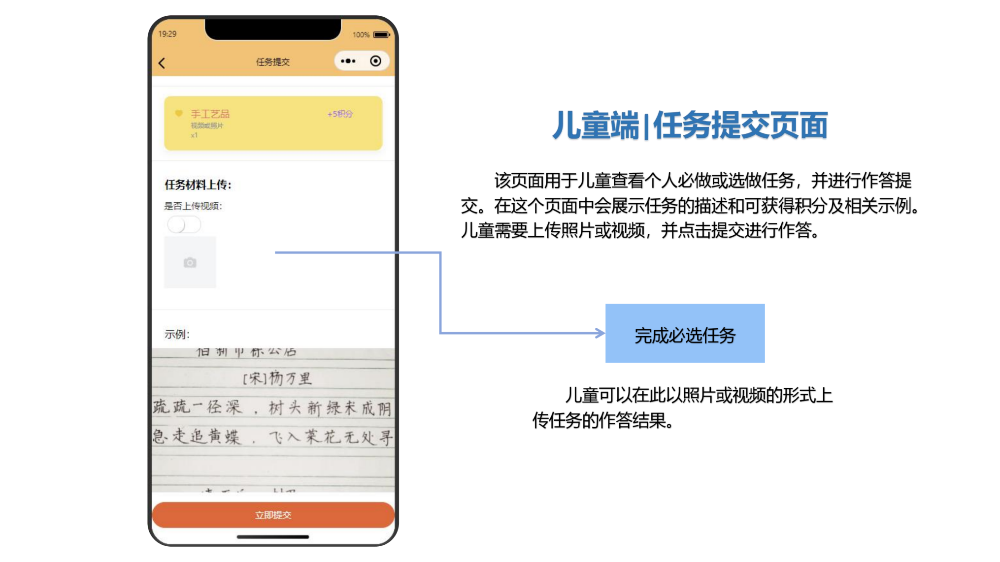 19:29
100%
任务提交
手工艺品
+5积分
视频或照片
x1
任务材料上传：
是否上传视频：
示例：
宿新市徐公店
[宋]杨万里
疏疏一径深，树头新绿未成阴
急走追黄蝶，飞入菜花无处寻
立即提交
儿童端|任务提交页面
该页面用于儿童查看个人必做或选做任务，并进行作答提
交。在这个页面中会展示任务的描述和可获得积分及相关示例。
儿童需要上传照片或视频，并点击提交进行作答。
完成必选任务
儿童可以在此以照片或视频的形式上
传任务的作答结果。